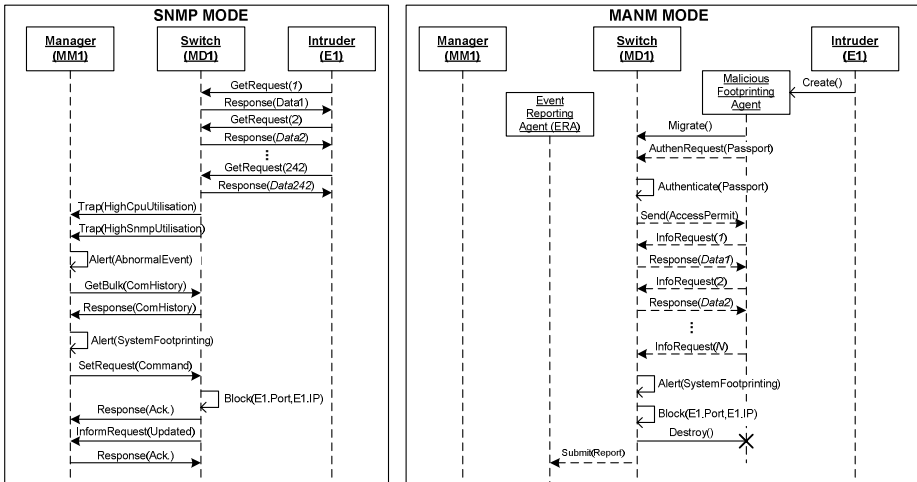 SNMP MODE
Manager
(MM1)
Switch
(MD1)
Intruder
(E1)
GetRequest(1)
Response(Data1)
GetRequest(2)
Response(Data2)
GetRequest(242)
Response(Data242)
Trap(HighCpuUtilisation)
Trap(HighSnmpUtilisation)
Alert(AbnormalEvent)
GetBulk(ComHistory)
Response(ComHistory)
Alert(SystemFootprinting)
SetRequest(Command)
Block(E1.Port,E1.IP)
Response(Ack.)
InformRequest(Updated)
Response(Ack.)
MANM MODE
Manager
(MM1)
Switch
(MD1)
Intruder
(E1)
Malicious
Footprinting
Agent
Create()
Event
Reporting
Agent (ERA)
Migrate()
AuthenRequest(Passport)
Authenticate(Passport)
Send(AccessPermit)
InfoRequest(1)
Response(Data1)
InfoRequest(2)
Response(Data2)
InfoRequest(N)
Alert(SystemFootprinting)
Block(E1.Port,E1.IP)
Destroy()
Submit(Report)